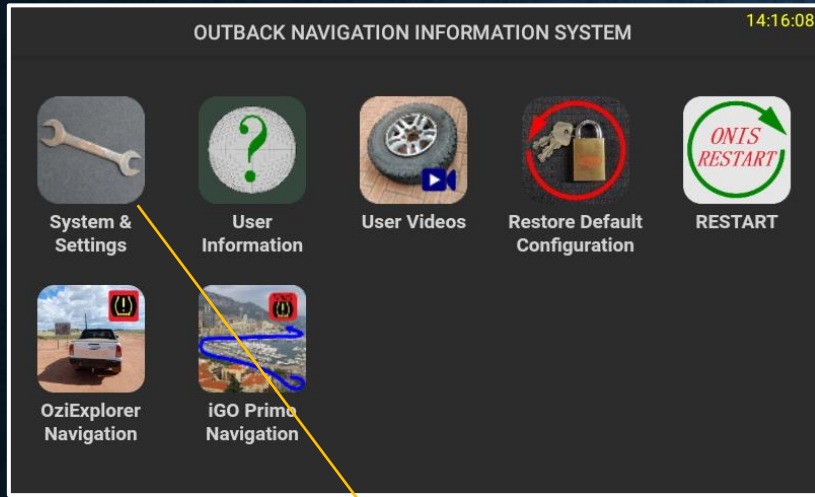 OUTBACK NAVIGATION INFORMATION SYSTEM
14:16:08
System &
Settings
User
Information
User Videos
Restore Default
Configuration
ONIS
RESTART
RESTART
OziExplorer
Navigation
iGO Primo
Navigation